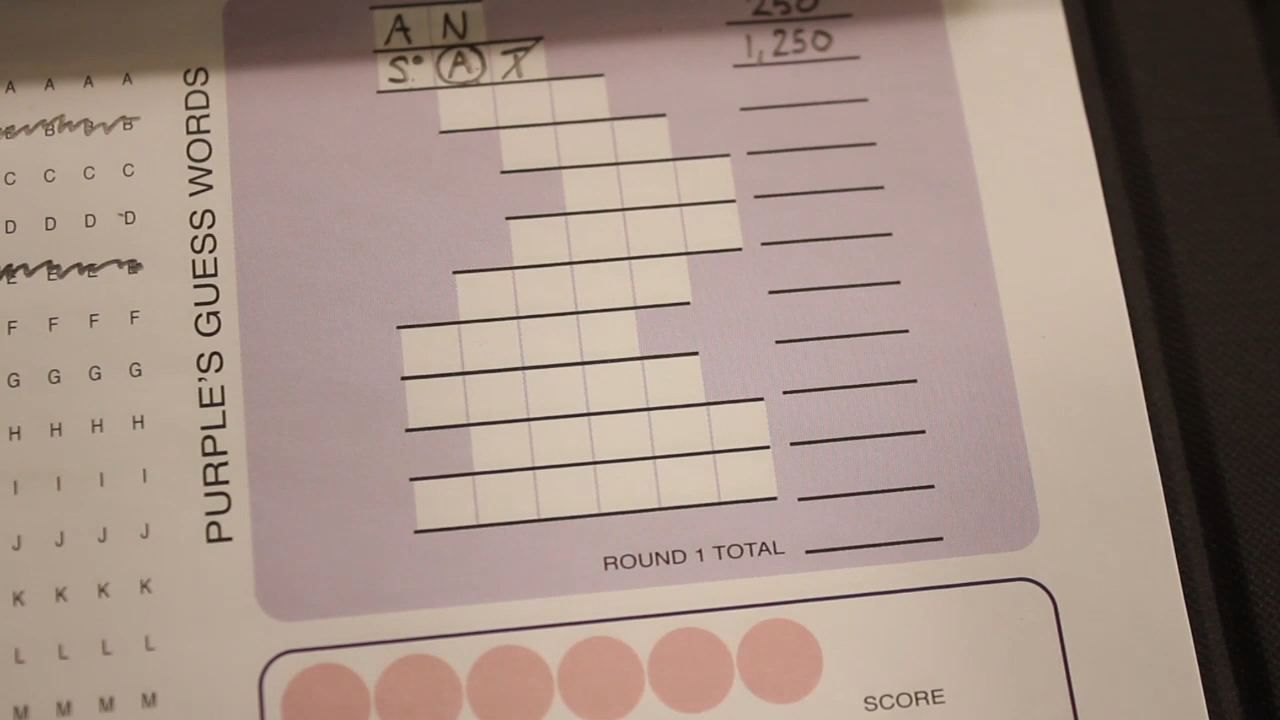 250
A N
1,250
S° A T
PURPLE'S GUESS WORDS
A A A A
B B B B
C C C C
D D D D
E E E E
F F F F
G G G G
H H H H
I I I I
J J J J
K K K K
L L L L
M M M M
ROUND 1 TOTAL
SCORE